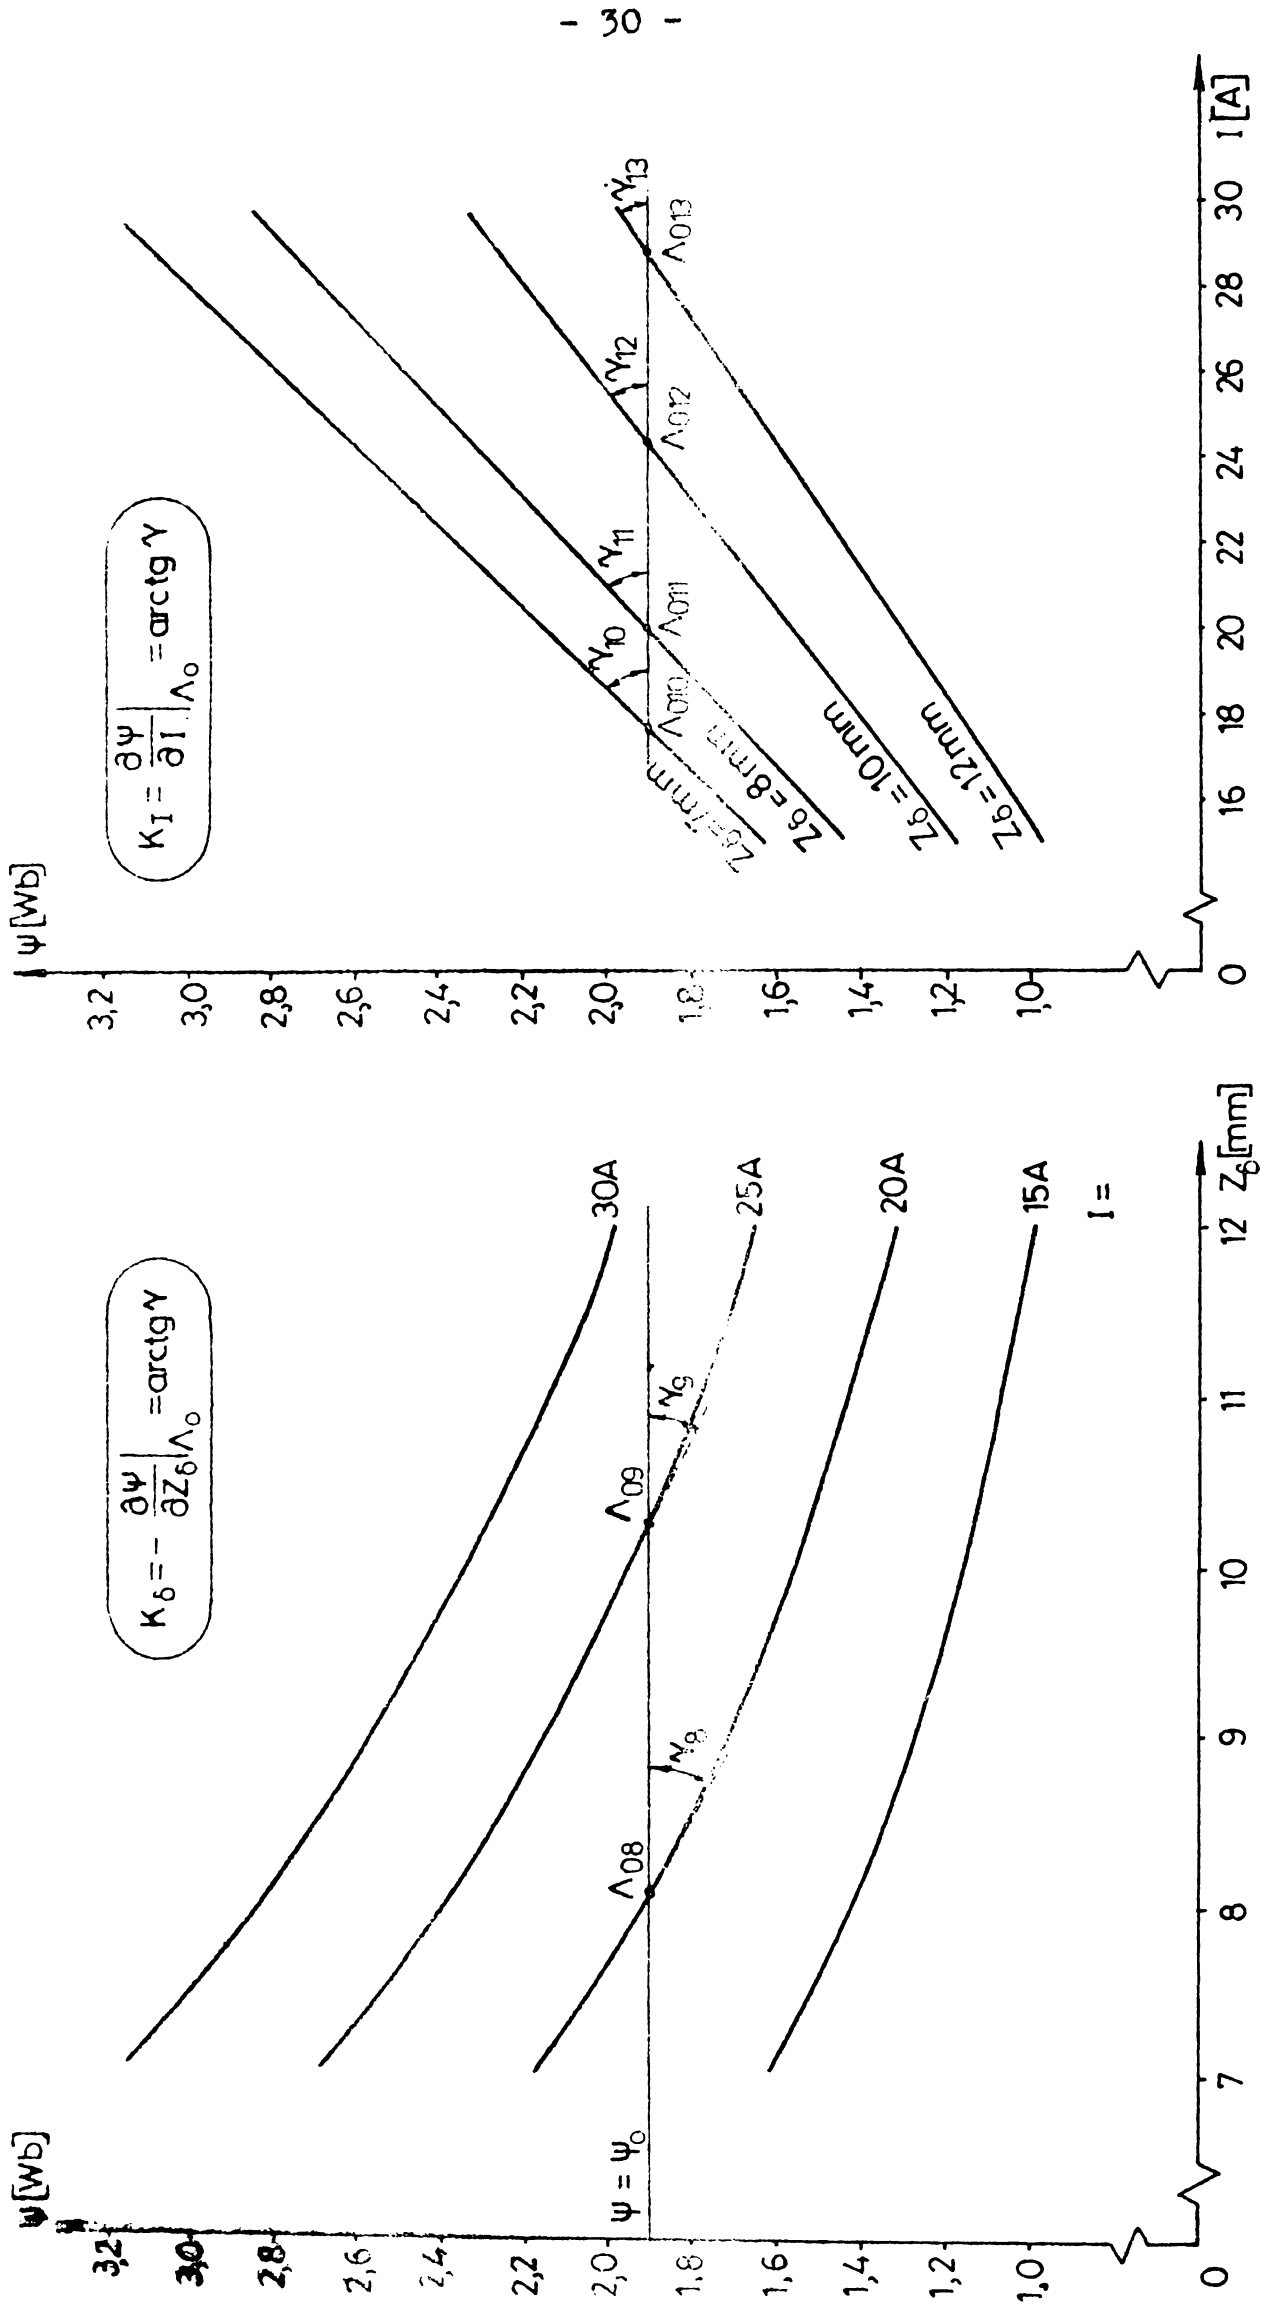 - 30 -
Ψ[Wb]
3,2
3,0
2,8
2,6
2,4
2,2
2,0
1,8
1,6
1,4
1,2
1,0
0
Kδ = - ∂Ψ/∂Zδ |Λ0 = arctg γ
Ψ = Ψ0
Λ08
γ8
Λ09
γ9
30A
25A
20A
15A
I =
7
8
9
10
11
12
Zδ[mm]
Ψ[Wb]
3,2
3,0
2,8
2,6
2,4
2,2
2,0
1,8
1,6
1,4
1,2
1,0
0
KI = ∂Ψ/∂I |Λ0 = arctg γ
γ10
γ11
γ12
γ13
Λ010
Λ011
Λ012
Λ013
Zδ=7mm
Zδ=8mm
Zδ=10mm
Zδ=12mm
16
18
20
22
24
26
28
30
I[A]